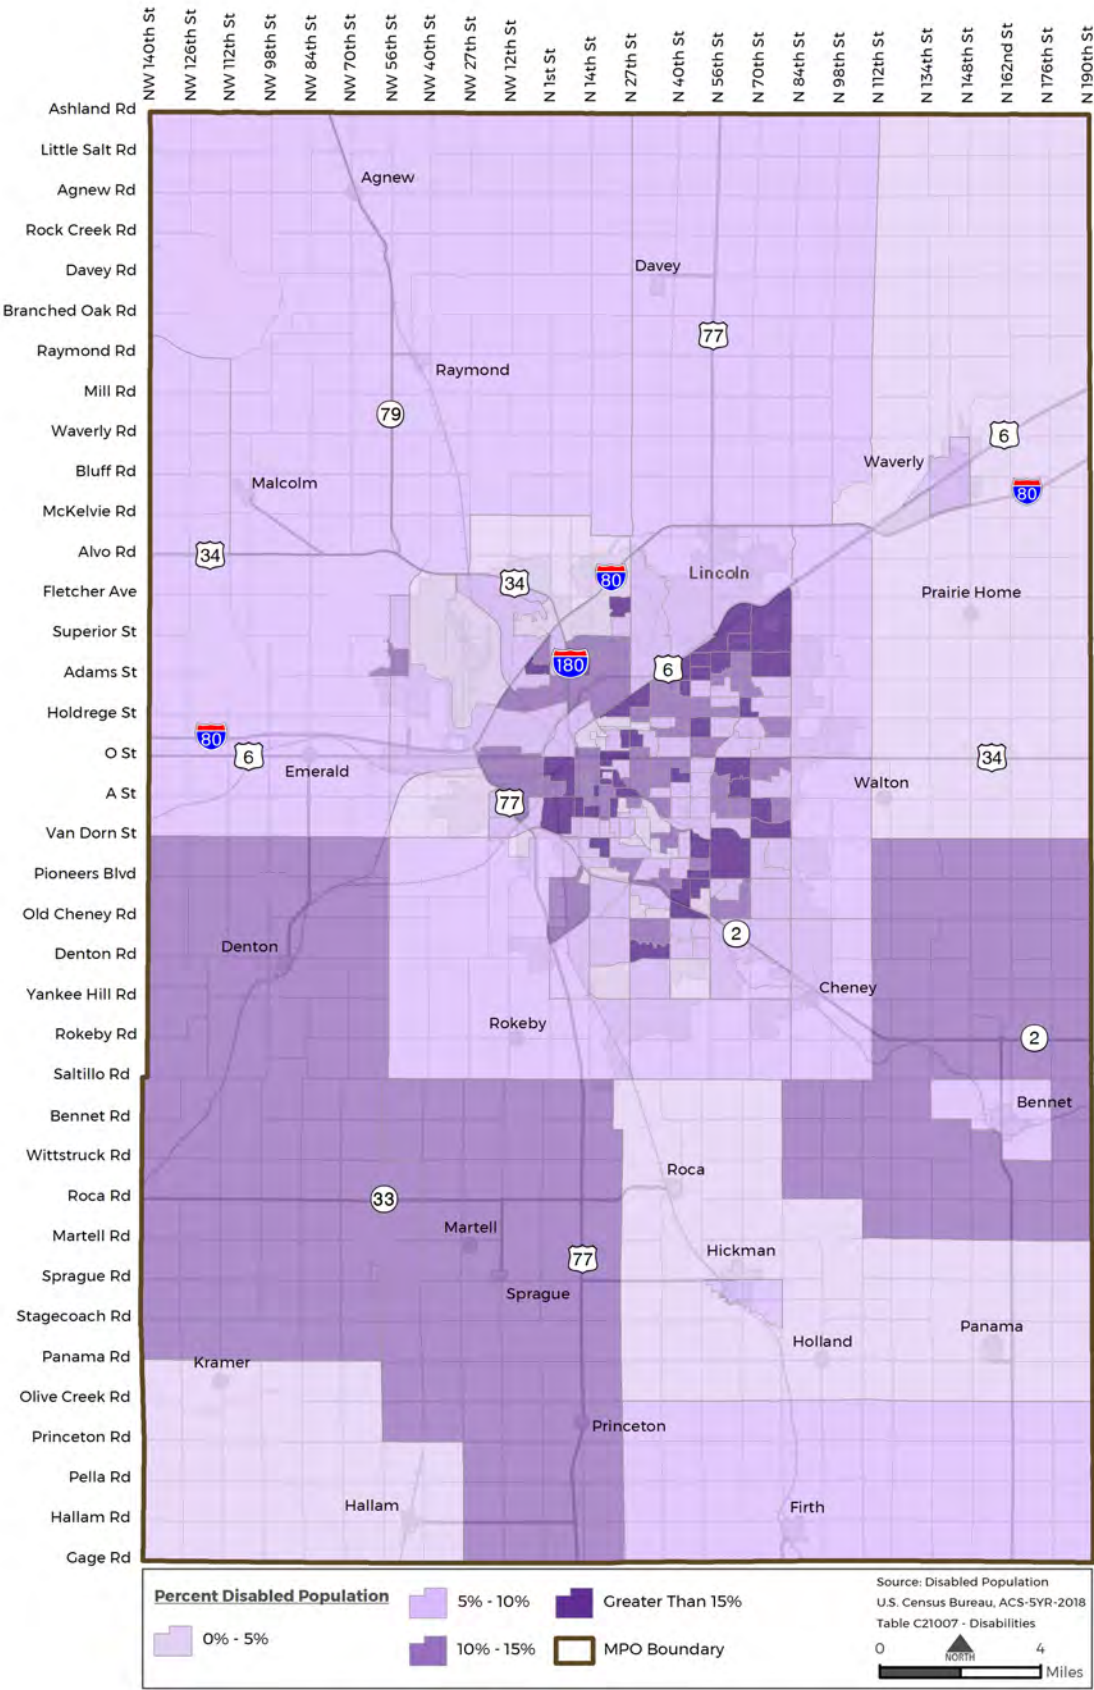 NW 140th St
NW 126th St
NW 112th St
NW 98th St
NW 84th St
NW 70th St
NW 56th St
NW 40th St
NW 27th St
NW 12th St
N 1st St
N 14th St
N 27th St
N 40th St
N 56th St
N 70th St
N 84th St
N 98th St
N 112th St
N 134th St
N 148th St
N 162nd St
N 176th St
N 190th St
Ashland Rd
Little Salt Rd
Agnew Rd
Rock Creek Rd
Davey Rd
Branched Oak Rd
Raymond Rd
Mill Rd
Waverly Rd
Bluff Rd
McKelvie Rd
Alvo Rd
Fletcher Ave
Superior St
Adams St
Holdrege St
O St
A St
Van Dorn St
Pioneers Blvd
Old Cheney Rd
Denton Rd
Yankee Hill Rd
Rokeby Rd
Saltillo Rd
Bennet Rd
Wittstruck Rd
Roca Rd
Martell Rd
Sprague Rd
Stagecoach Rd
Panama Rd
Olive Creek Rd
Princeton Rd
Pella Rd
Hallam Rd
Gage Rd
Agnew
Davey
77
Raymond
79
6
Waverly
Malcolm
80
34
34
80
Lincoln
Prairie Home
180
6
80
6
Emerald
34
77
Walton
Denton
2
Cheney
Rokeby
2
Bennet
Roca
33
Martell
77
Hickman
Sprague
Holland
Panama
Kramer
Princeton
Hallam
Firth
Percent Disabled Population
0% - 5%
5% - 10%
10% - 15%
Greater Than 15%
MPO Boundary
Source: Disabled Population
U.S. Census Bureau, ACS-5YR-2018
Table C21007 - Disabilities
0
NORTH
4
Miles